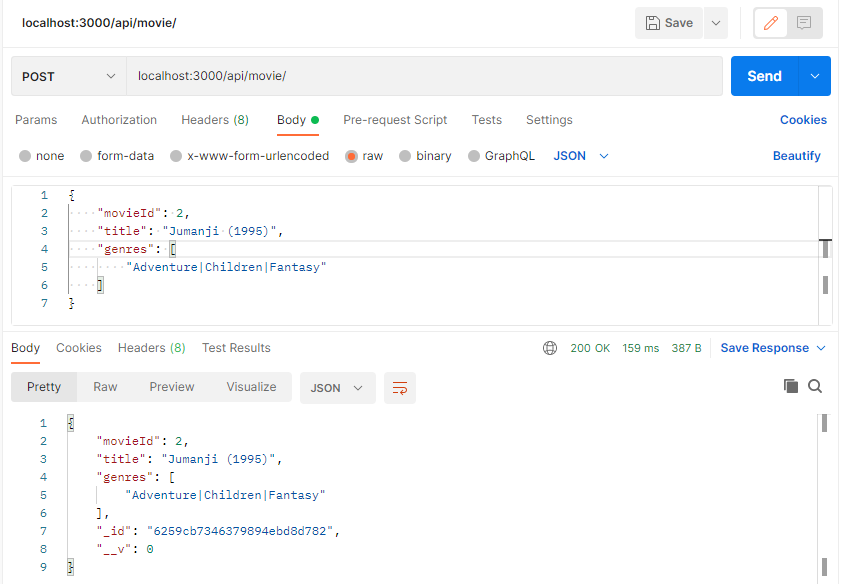 localhost:3000/api/movie/ Save
POST localhost:3000/api/movie/ Send
Params Authorization Headers (8) Body Pre-request Script Tests Settings Cookies
none form-data x-www-form-urlencoded raw binary GraphQL JSON Beautify
1 {
2 ····"movieId":·2,
3 ····"title":·"Jumanji·(1995)",
4 ····"genres":·[
5 ········"Adventure|Children|Fantasy"
6 ····]
7 }
Body Cookies Headers (8) Test Results 200 OK 159 ms 387 B Save Response
Pretty Raw Preview Visualize JSON
1 {
2 "movieId": 2,
3 "title": "Jumanji (1995)",
4 "genres": [
5 "Adventure|Children|Fantasy"
6 ],
7 "_id": "6259cb7346379894ebd8d782",
8 "__v": 0
9 }